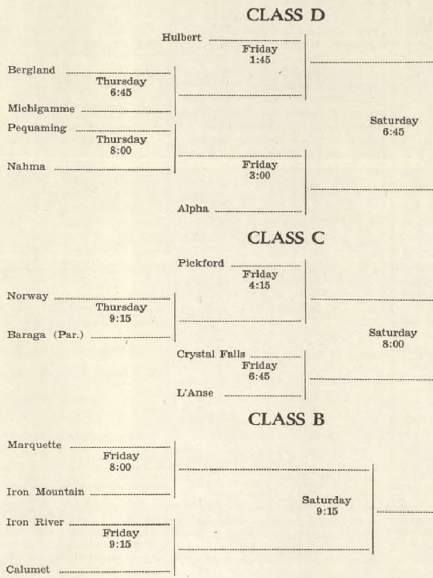 CLASS D
Hulbert
Friday
1:45
Bergland
Thursday
6:45
Michigamme
Saturday
6:45
Pequaming
Thursday
8:00
Nahma
Friday
3:00
Alpha
CLASS C
Pickford
Friday
4:15
Norway
Thursday
9:15
Baraga (Par.)
Saturday
8:00
Crystal Falls
Friday
6:45
L'Anse
CLASS B
Marquette
Friday
8:00
Iron Mountain
Saturday
9:15
Iron River
Friday
9:15
Calumet